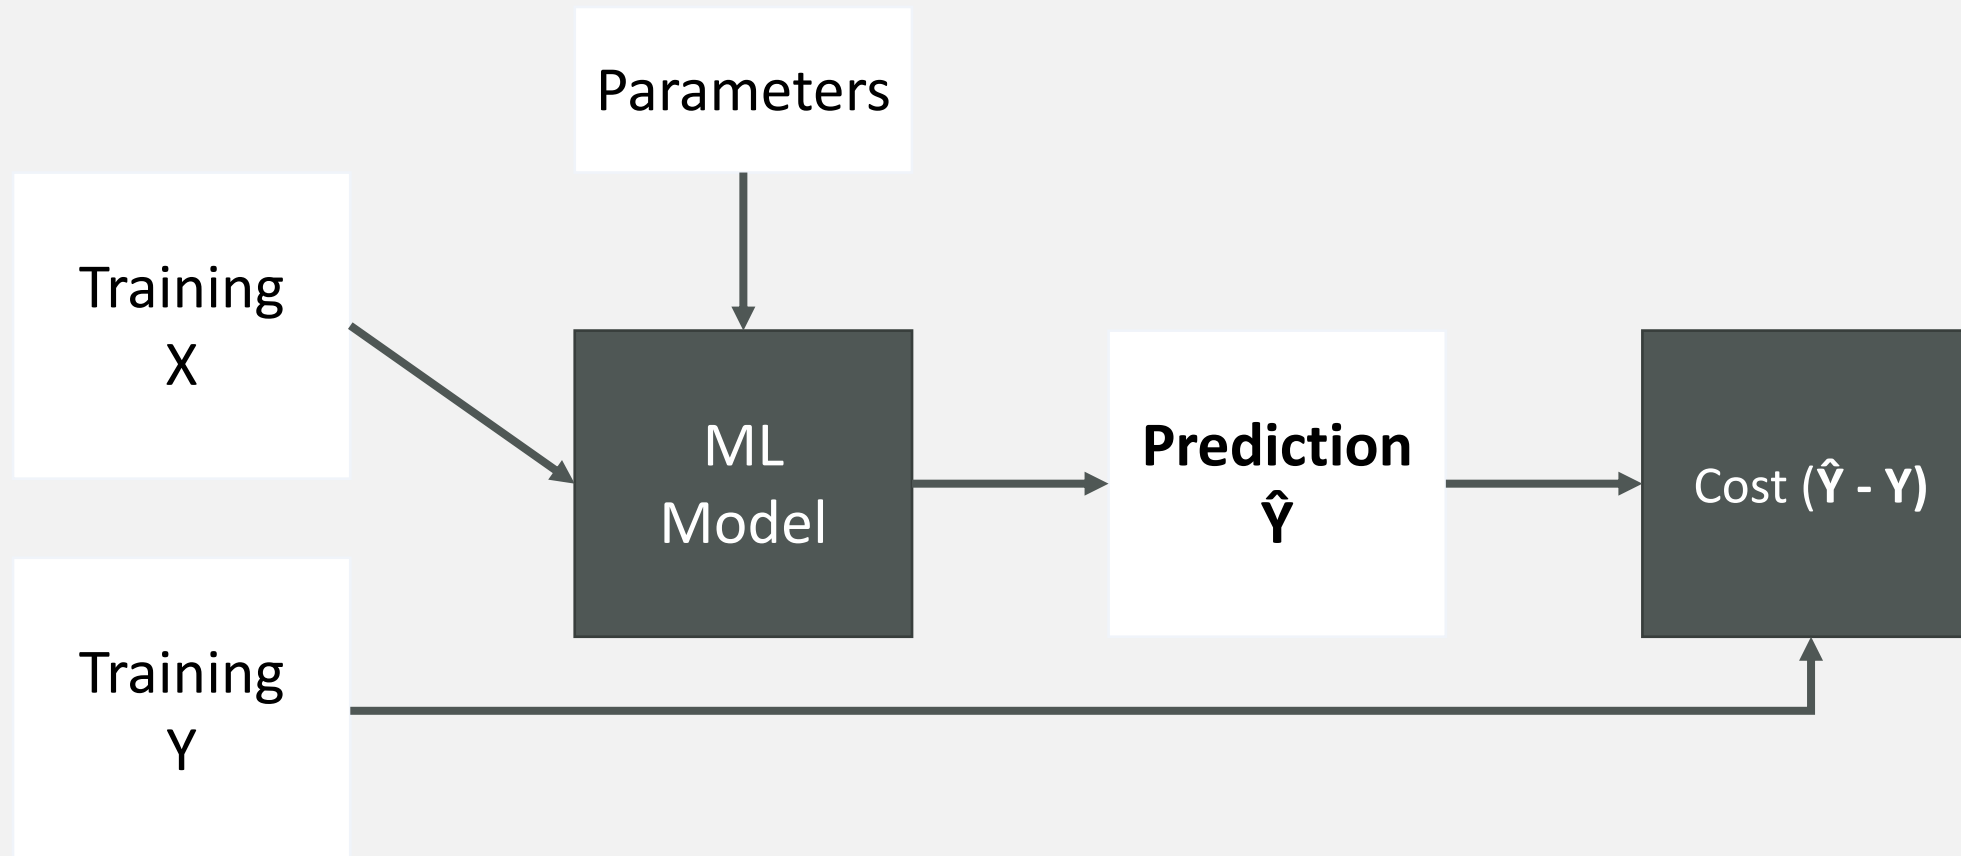 Parameters
Training
X
ML
Model
Prediction
Ŷ
Cost (Ŷ - Y)
Training
Y